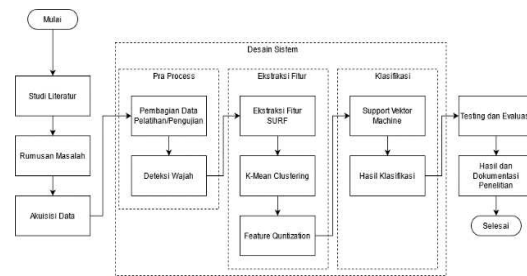 Mulai
Studi Literatur
Rumusan Masalah
Akuisisi Data
Desain Sistem
Pra Process
Pembagian Data
Pelatihan/Pengujian
Deteksi Wajah
Ekstraksi Fitur
Ekstraksi Fitur
SURF
K-Mean Clustering
Feature Quntization
Klasifikasi
Support Vektor
Machine
Hasil Klasifikasi
Testing dan Evaluasi
Hasil dan
Dokumentasi
Penelitian
Selesai